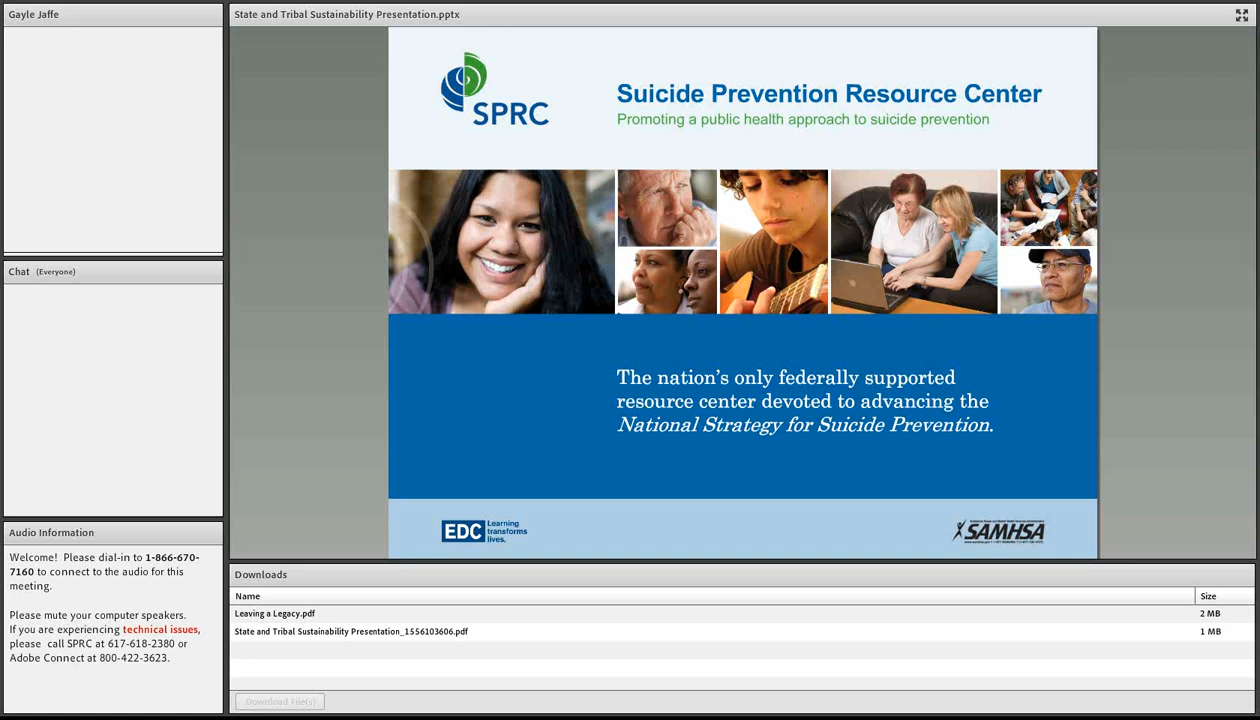 Gayle Jaffe
Chat (Everyone)
Audio Information
Welcome! Please dial-in to 1-866-670-
7160 to connect to the audio for this
meeting.
Please mute your computer speakers.
If you are experiencing technical issues,
please call SPRC at 617-618-2380 or
Adobe Connect at 800-422-3623.
State and Tribal Sustainability Presentation.pptx
SPRC
Suicide Prevention Resource Center
Promoting a public health approach to suicide prevention
The nation's only federally supported
resource center devoted to advancing the
National Strategy for Suicide Prevention.
EDC Learning
transforms
lives.
SAMHSA
Downloads
Name Size
Leaving a Legacy.pdf 2 MB
State and Tribal Sustainability Presentation_1556103606.pdf 1 MB
Download File(s)